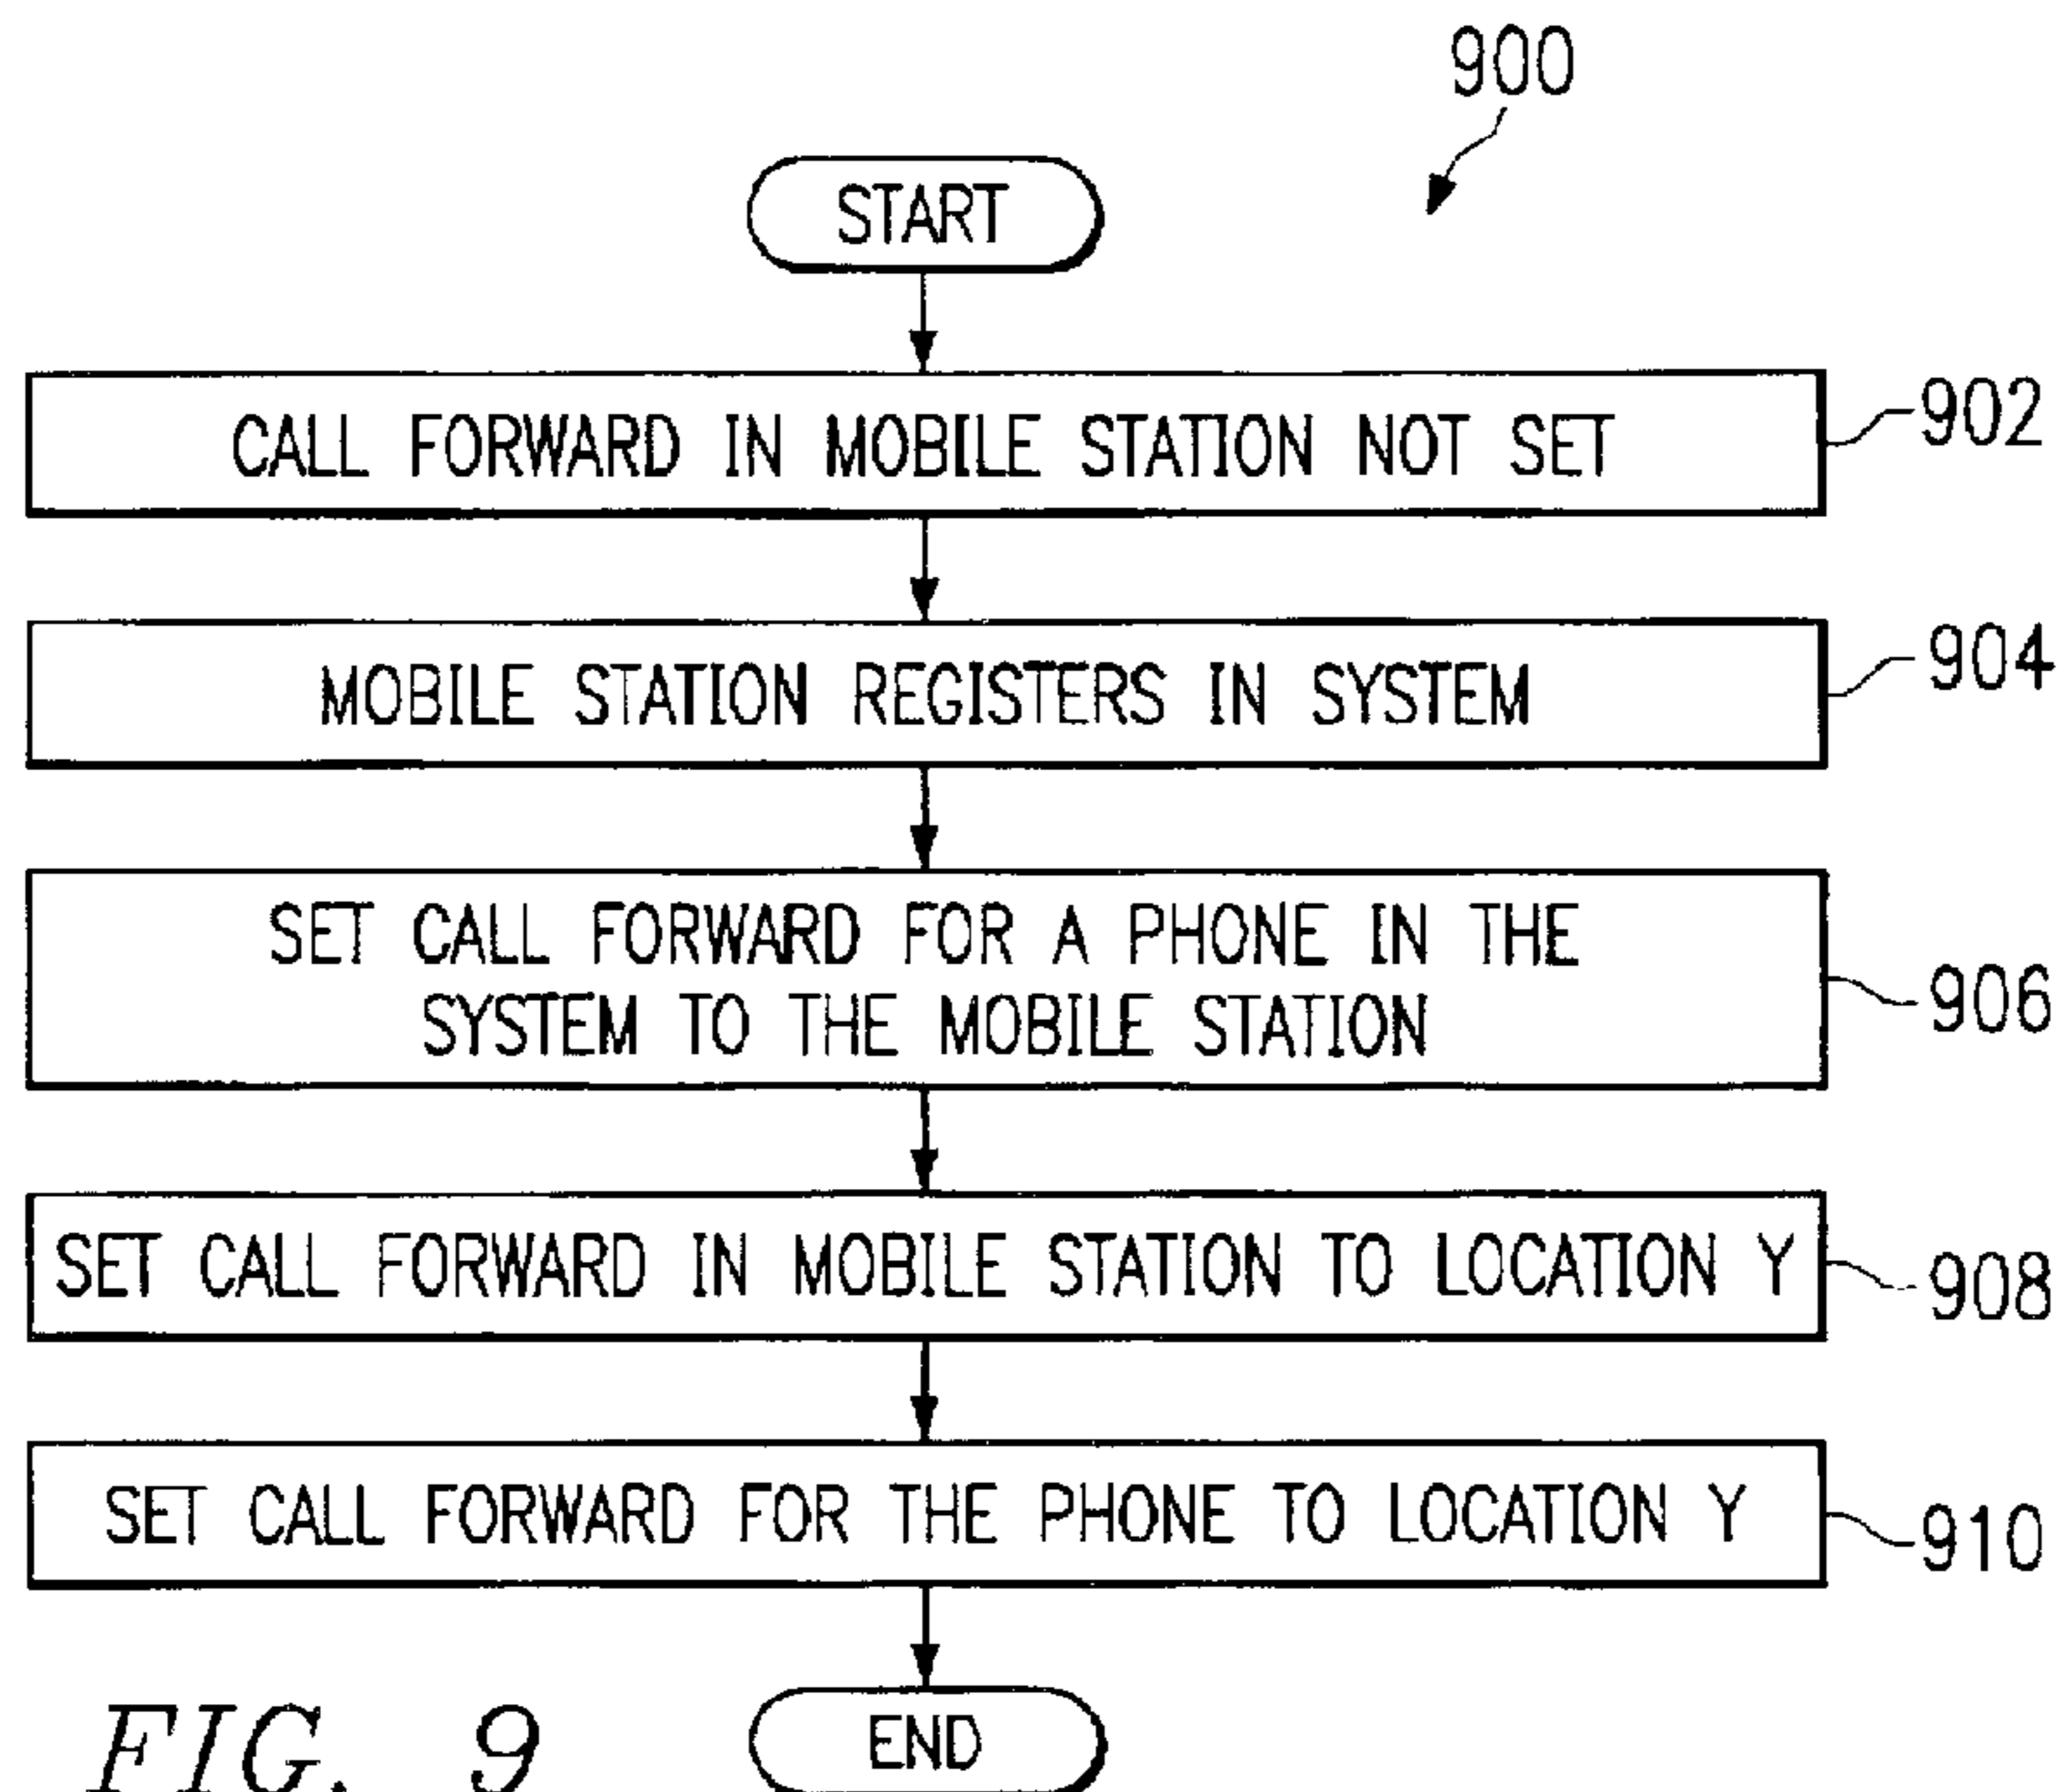 900
START
CALL FORWARD IN MOBILE STATION NOT SET
902
MOBILE STATION REGISTERS IN SYSTEM
904
SET CALL FORWARD FOR A PHONE IN THE
SYSTEM TO THE MOBILE STATION
906
SET CALL FORWARD IN MOBILE STATION TO LOCATION Y
908
SET CALL FORWARD FOR THE PHONE TO LOCATION Y
910
END
FIG. 9